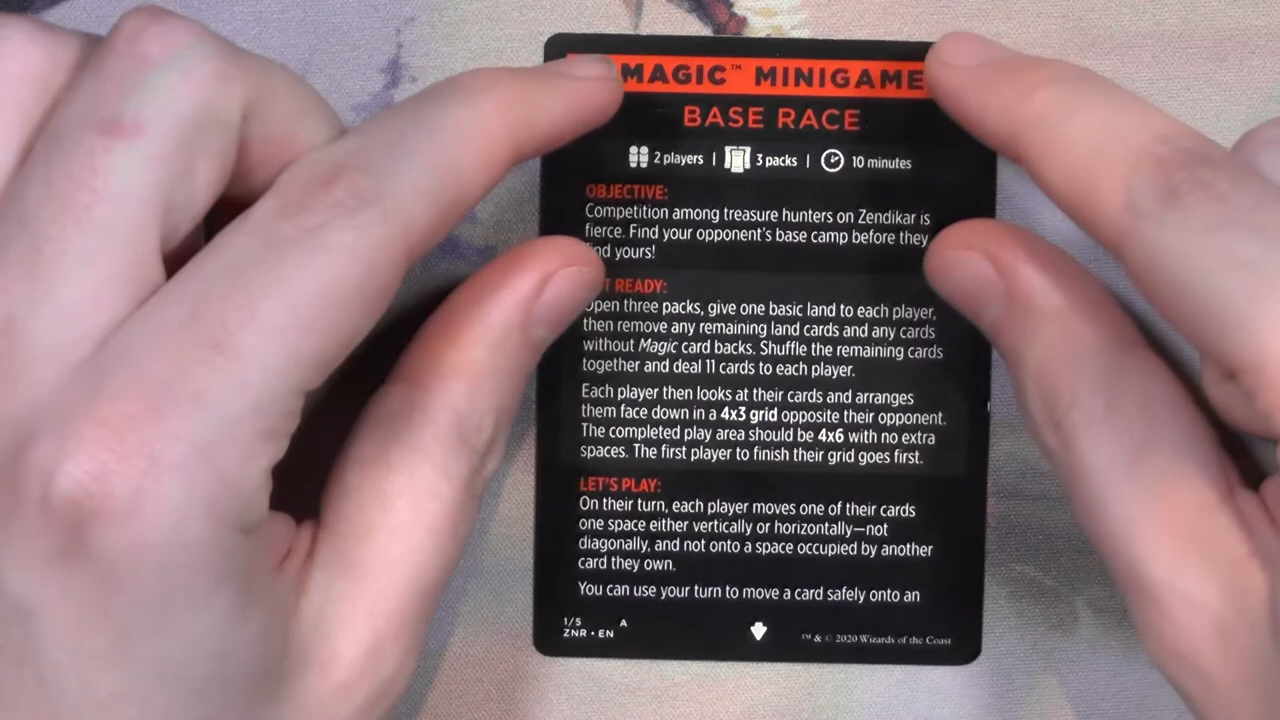 MAGIC™ MINIGAME
BASE RACE
2 players | 3 packs | 10 minutes
OBJECTIVE:
Competition among treasure hunters on Zendikar is
fierce. Find your opponent's base camp before they
find yours!
READY:
Open three packs, give one basic land to each player,
then remove any remaining land cards and any cards
without Magic card backs. Shuffle the remaining cards
together and deal 11 cards to each player.
Each player then looks at their cards and arranges
them face down in a 4x3 grid opposite their opponent.
The completed play area should be 4x6 with no extra
spaces. The first player to finish their grid goes first.
LET'S PLAY:
On their turn, each player moves one of their cards
one space either vertically or horizontally—not
diagonally, and not onto a space occupied by another
card they own.
You can use your turn to move a card safely onto an
1/5 A
ZNR • EN
™ & © 2020 Wizards of the Coast